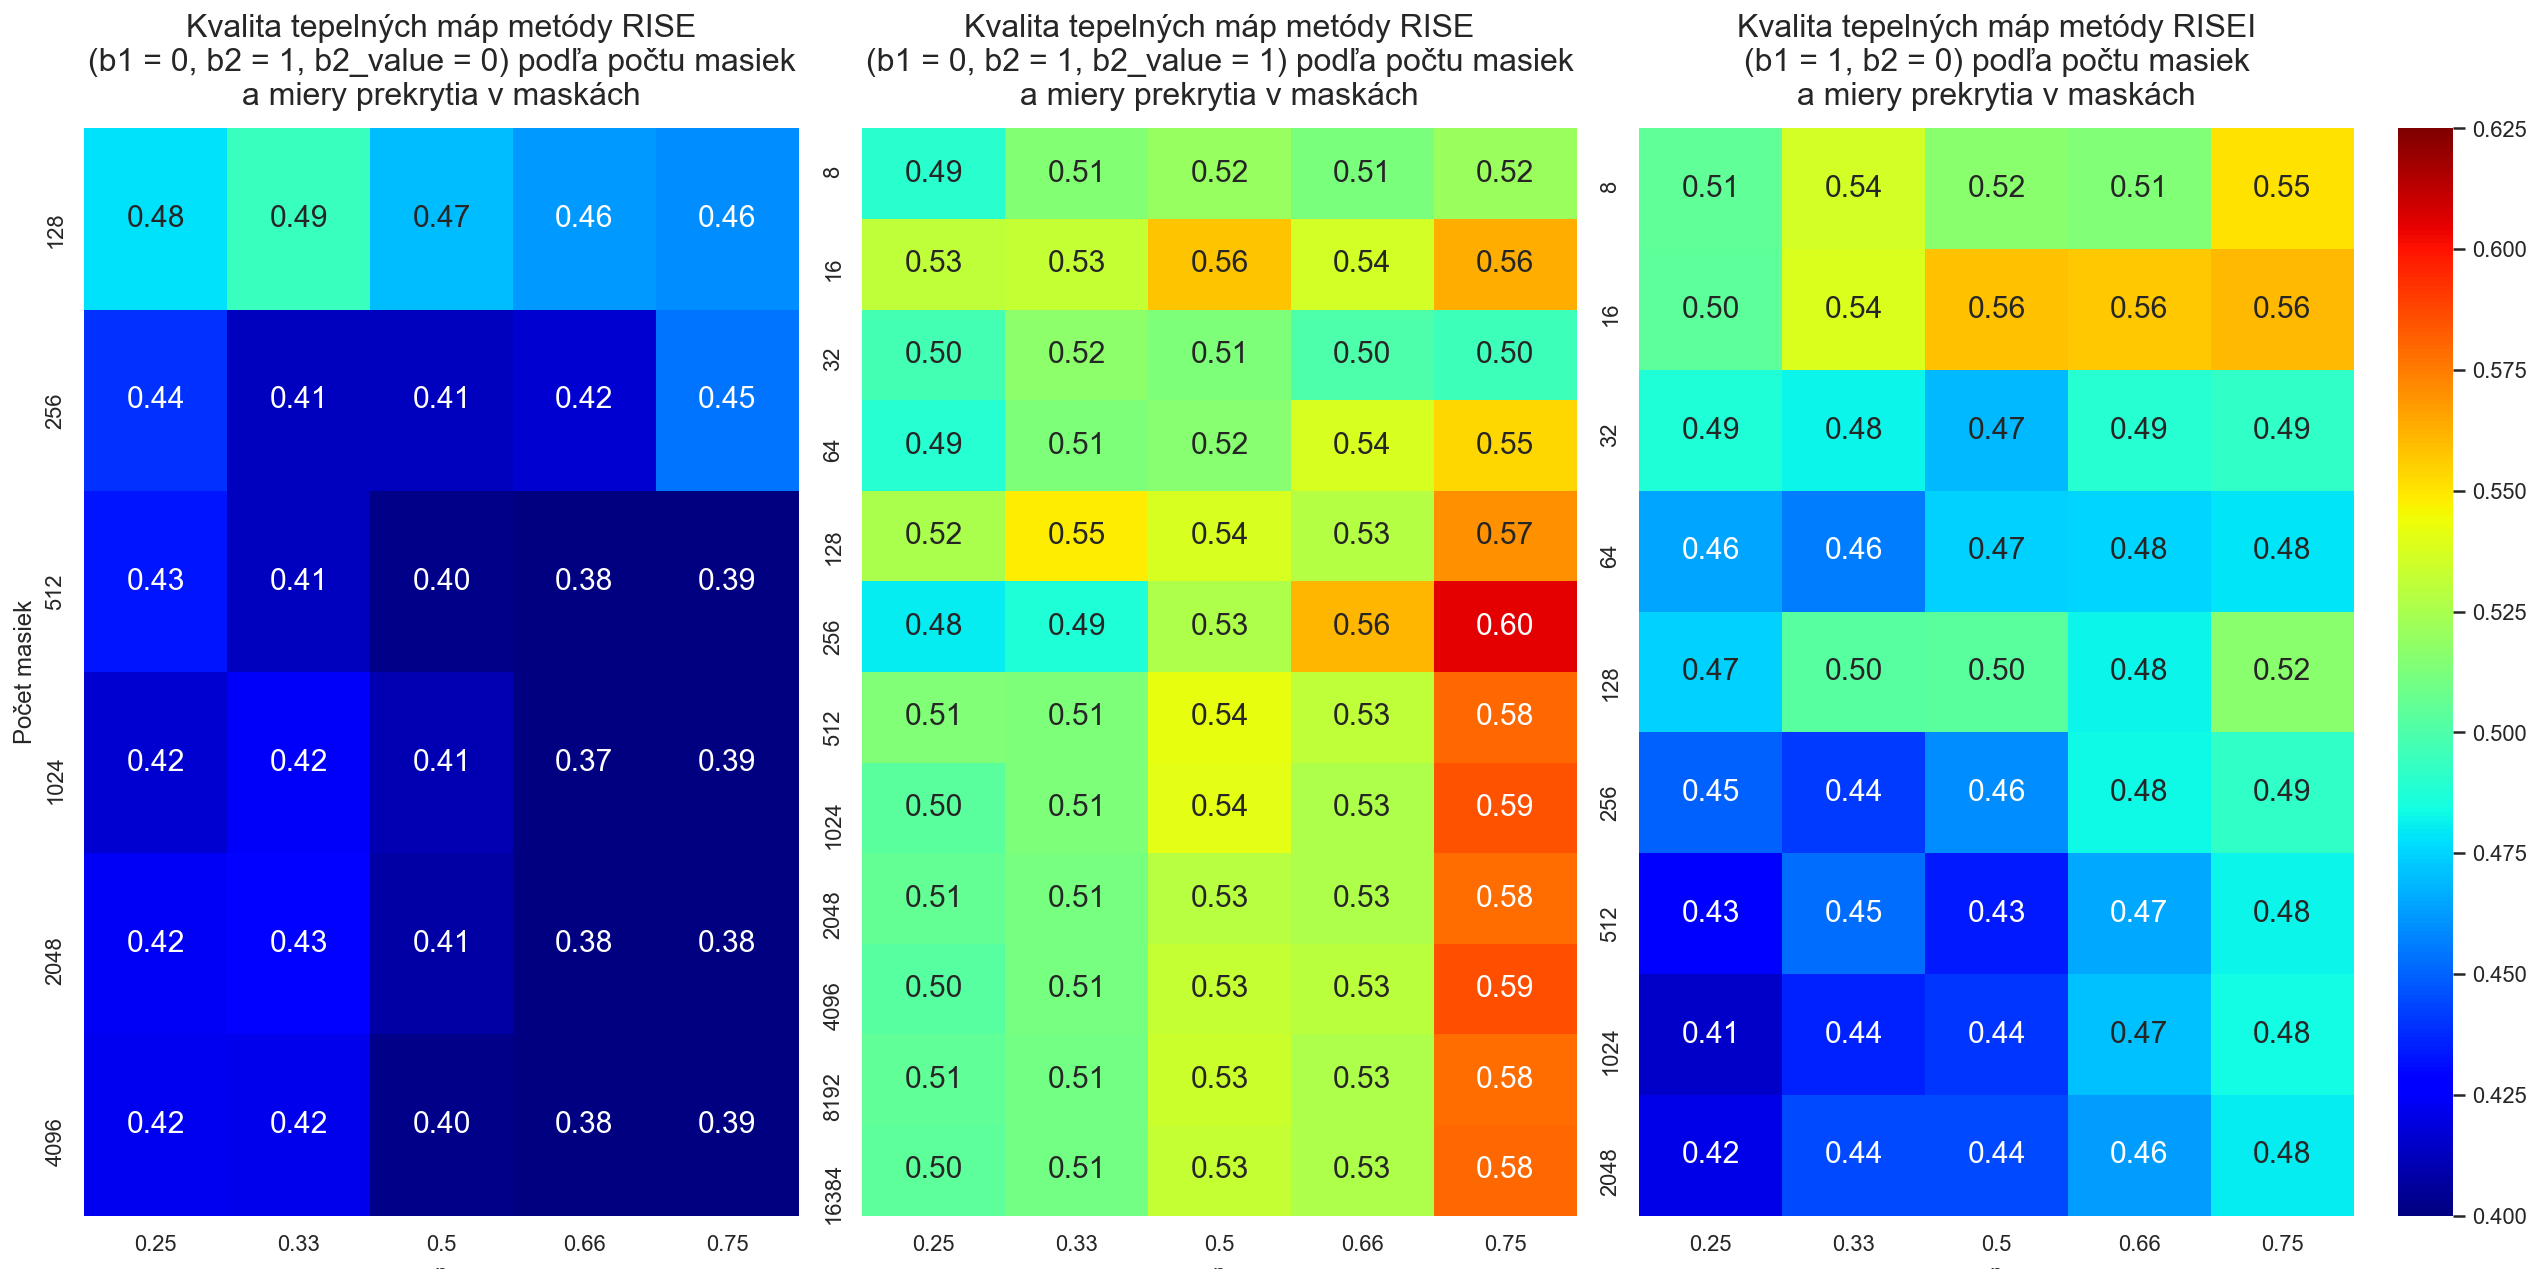 Kvalita tepelných máp metódy RISE
(b1 = 0, b2 = 1, b2_value = 0) podľa počtu masiek
a miery prekrytia v maskách
Počet masiek
128 0.48 0.49 0.47 0.46 0.46
256 0.44 0.41 0.41 0.42 0.45
512 0.43 0.41 0.40 0.38 0.39
1024 0.42 0.42 0.41 0.37 0.39
2048 0.42 0.43 0.41 0.38 0.38
4096 0.42 0.42 0.40 0.38 0.39
0.25 0.33 0.5 0.66 0.75
Kvalita tepelných máp metódy RISE
(b1 = 0, b2 = 1, b2_value = 1) podľa počtu masiek
a miery prekrytia v maskách
8 0.49 0.51 0.52 0.51 0.52
16 0.53 0.53 0.56 0.54 0.56
32 0.50 0.52 0.51 0.50 0.50
64 0.49 0.51 0.52 0.54 0.55
128 0.52 0.55 0.54 0.53 0.57
256 0.48 0.49 0.53 0.56 0.60
512 0.51 0.51 0.54 0.53 0.58
1024 0.50 0.51 0.54 0.53 0.59
2048 0.51 0.51 0.53 0.53 0.58
4096 0.50 0.51 0.53 0.53 0.59
8192 0.51 0.51 0.53 0.53 0.58
16384 0.50 0.51 0.53 0.53 0.58
0.25 0.33 0.5 0.66 0.75
Kvalita tepelných máp metódy RISEI
(b1 = 1, b2 = 0) podľa počtu masiek
a miery prekrytia v maskách
8 0.51 0.54 0.52 0.51 0.55
16 0.50 0.54 0.56 0.56 0.56
32 0.49 0.48 0.47 0.49 0.49
64 0.46 0.46 0.47 0.48 0.48
128 0.47 0.50 0.50 0.48 0.52
256 0.45 0.44 0.46 0.48 0.49
512 0.43 0.45 0.43 0.47 0.48
1024 0.41 0.44 0.44 0.47 0.48
2048 0.42 0.44 0.44 0.46 0.48
0.25 0.33 0.5 0.66 0.75
0.625
0.600
0.575
0.550
0.525
0.500
0.475
0.450
0.425
0.400